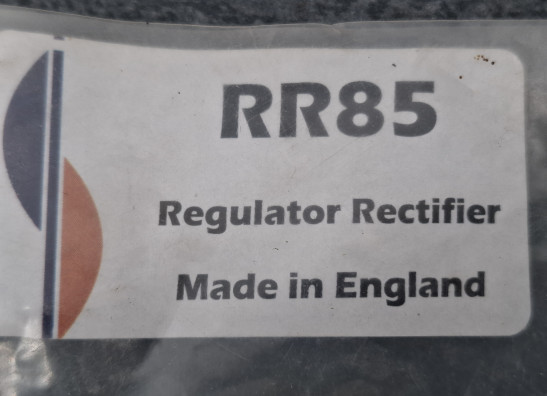 RR85
Regulator Rectifier
Made in England